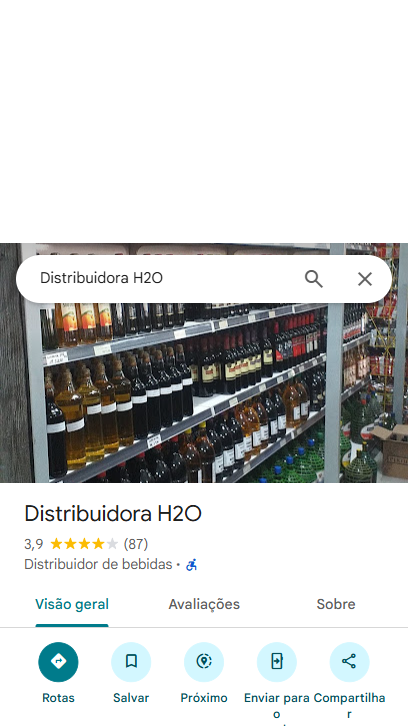 Distribuidora H2O
Distribuidora H2O
3,9 (87)
Distribuidor de bebidas ·
Visão geral Avaliações Sobre
Rotas Salvar Próximo Enviar para Compartilha
o r